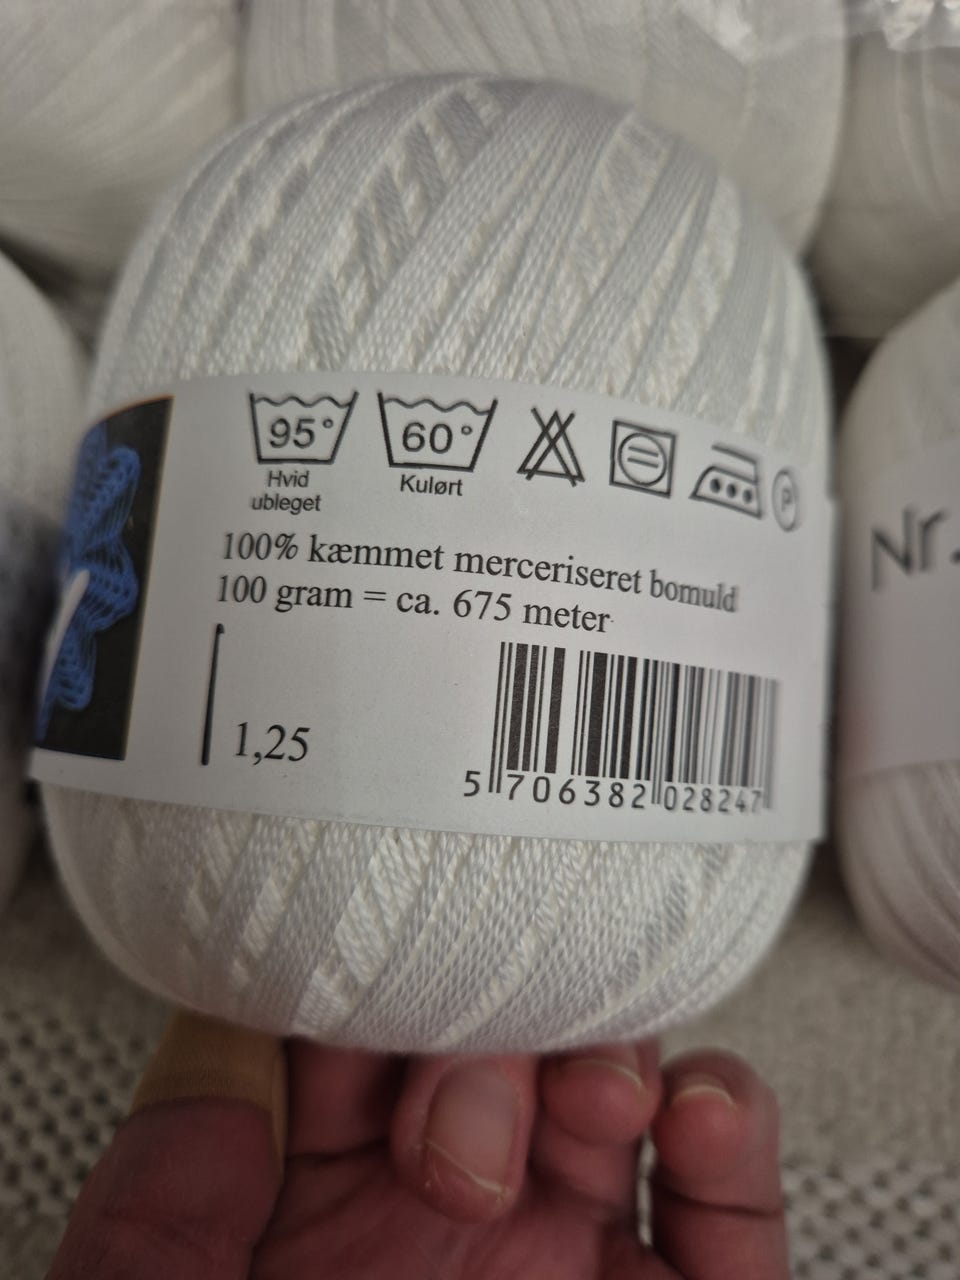 95°
60°
Hvid
ubleget
Kulørt
P
100% kæmmet merceriseret bomuld
100 gram = ca. 675 meter
1,25
5 706382 028247
Nr.